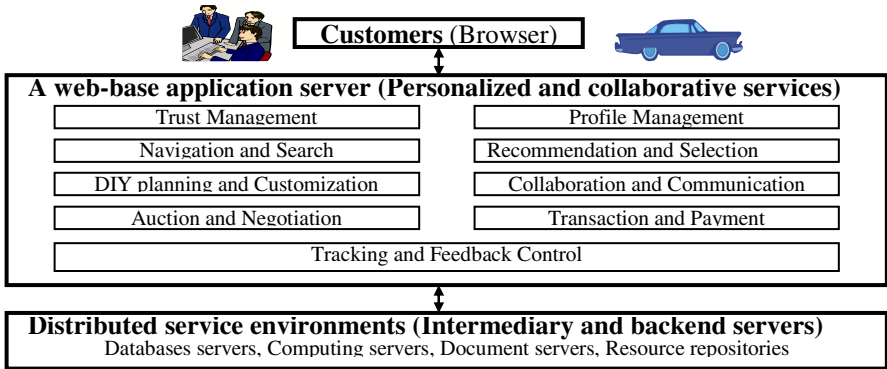 Customers (Browser)
A web-base application server (Personalized and collaborative services)
Trust Management
Profile Management
Navigation and Search
Recommendation and Selection
DIY planning and Customization
Collaboration and Communication
Auction and Negotiation
Transaction and Payment
Tracking and Feedback Control
Distributed service environments (Intermediary and backend servers)
Databases servers, Computing servers, Document servers, Resource repositories